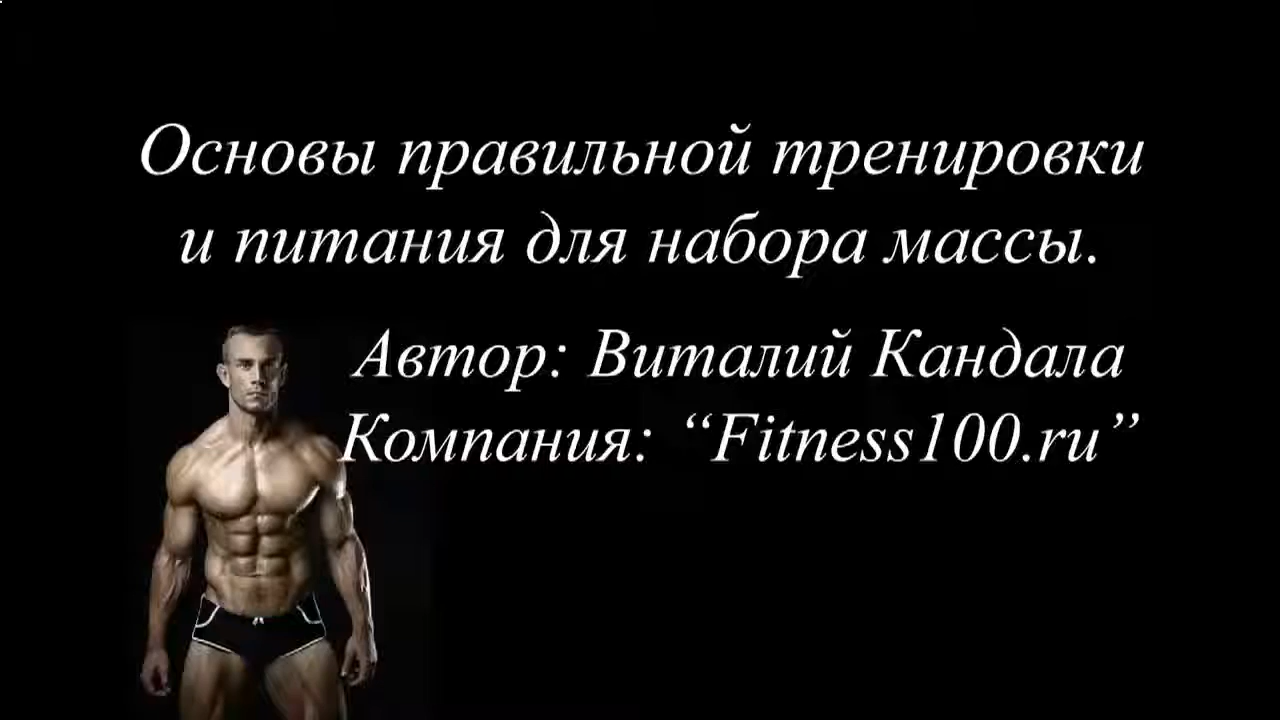 Основы правильной тренировки
и питания для набора массы.
Автор: Виталий Кандала
Компания: “Fitness100.ru”